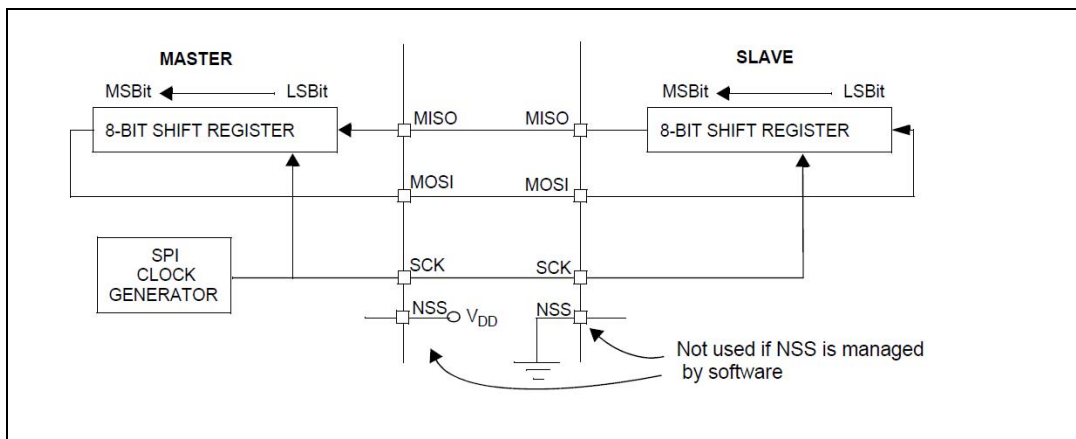 MASTER
SLAVE
MSBit LSBit
MSBit LSBit
8-BIT SHIFT REGISTER
MISO
MISO
8-BIT SHIFT REGISTER
MOSI
MOSI
SPI
CLOCK
GENERATOR
SCK
SCK
NSS
VDD
NSS
Not used if NSS is managed
by software